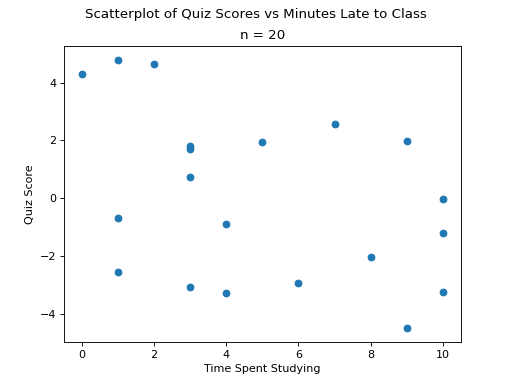 Scatterplot of Quiz Scores vs Minutes Late to Class
n = 20
4
2
0
−2
−4
Quiz Score
0 2 4 6 8 10
Time Spent Studying